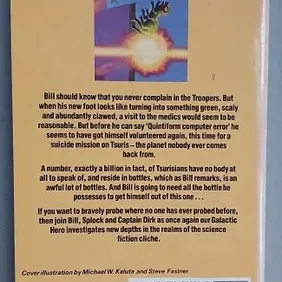 Bill should know that you never complain in the Troopers. But
when his new foot looks like turning into something green, scaly
and abundantly clawed, a visit to the medics would seem to be
reasonable. But before he can say 'Quintiform computer error' he
seems to have got himself volunteered again, this time for a
suicide mission on Tsuris – the planet nobody ever comes
back from.
A number, exactly a billion in fact, of Tsurisians have no body at
all to speak of, and reside in bottles, which as Bill remarks, is an
awful lot of bottles. And Bill is going to need all the bottle he
possesses to get himself out of this one . . .
If you want to bravely probe where no one has ever probed before,
then join Bill, Splock and Captain Dirk as once again our Galactic
Hero investigates new depths in the realms of the science
fiction cliche.
Cover illustration by Michael W. Kaluta and Steve Fastner